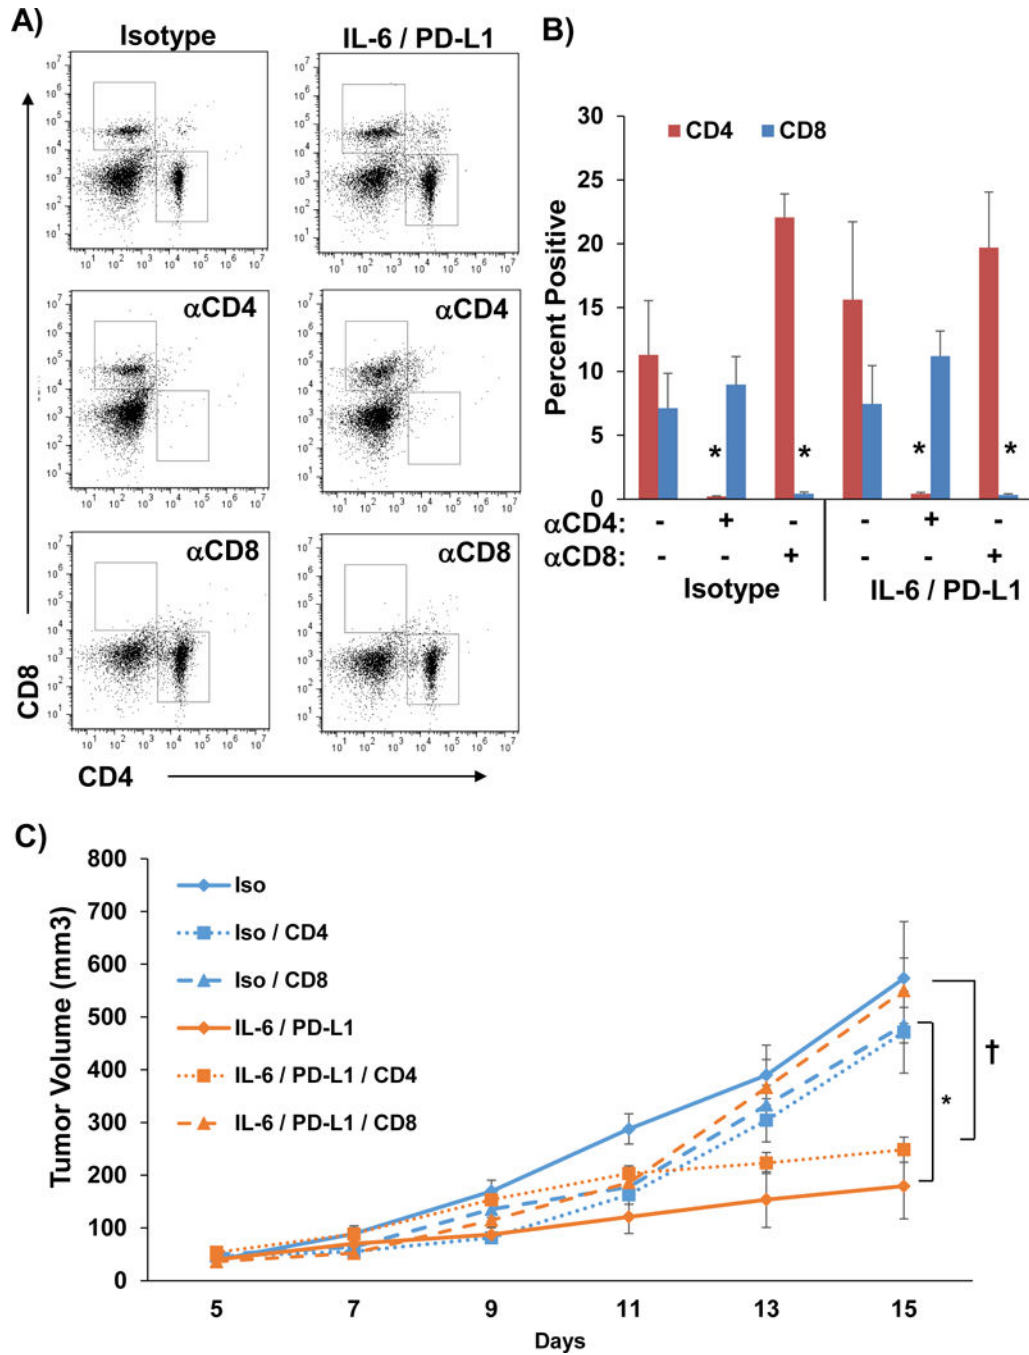 A)
Isotype
IL-6 / PD-L1
αCD4
αCD4
αCD8
αCD8
CD8
CD4
B)
Percent Positive
CD4
CD8
30
25
20
15
10
5
0
*
*
*
*
αCD4: - + - - + -
αCD8: - - + - - +
Isotype
IL-6 / PD-L1
C)
Tumor Volume (mm3)
800
700
600
500
400
300
200
100
0
Iso
Iso / CD4
Iso / CD8
IL-6 / PD-L1
IL-6 / PD-L1 / CD4
IL-6 / PD-L1 / CD8
†
*
5 7 9 11 13 15
Days